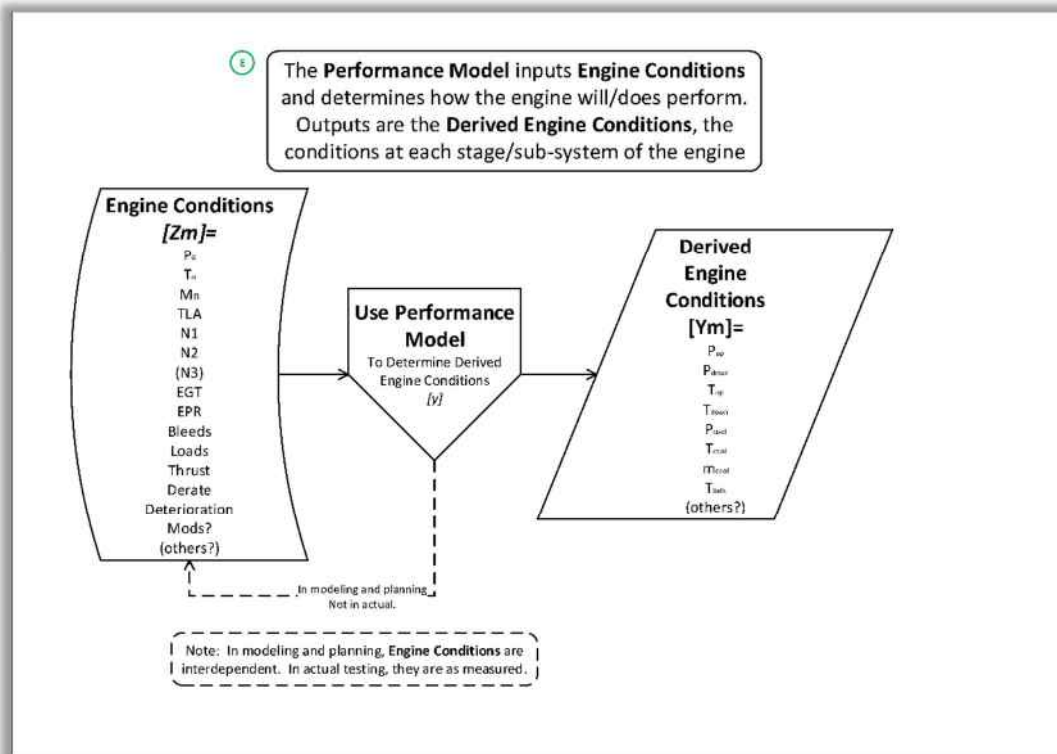 The Performance Model inputs Engine Conditions
and determines how the engine will/does perform.
Outputs are the Derived Engine Conditions, the
conditions at each stage/sub-system of the engine
Engine Conditions
[Zm]=
Mn
TLA
N1
N2
(N3)
EGT
EPR
Bleeds
Loads
Thrust
Derate
Deterioration
Mods?
(others?)
Use Performance
Model
To Determine Derived
Engine Conditions
[y]
Derived
Engine
Conditions
[Ym]=
(others?)
In modeling and planning
Not in actual.
Note: In modeling and planning, Engine Conditions are
interdependent. In actual testing, they are as measured.